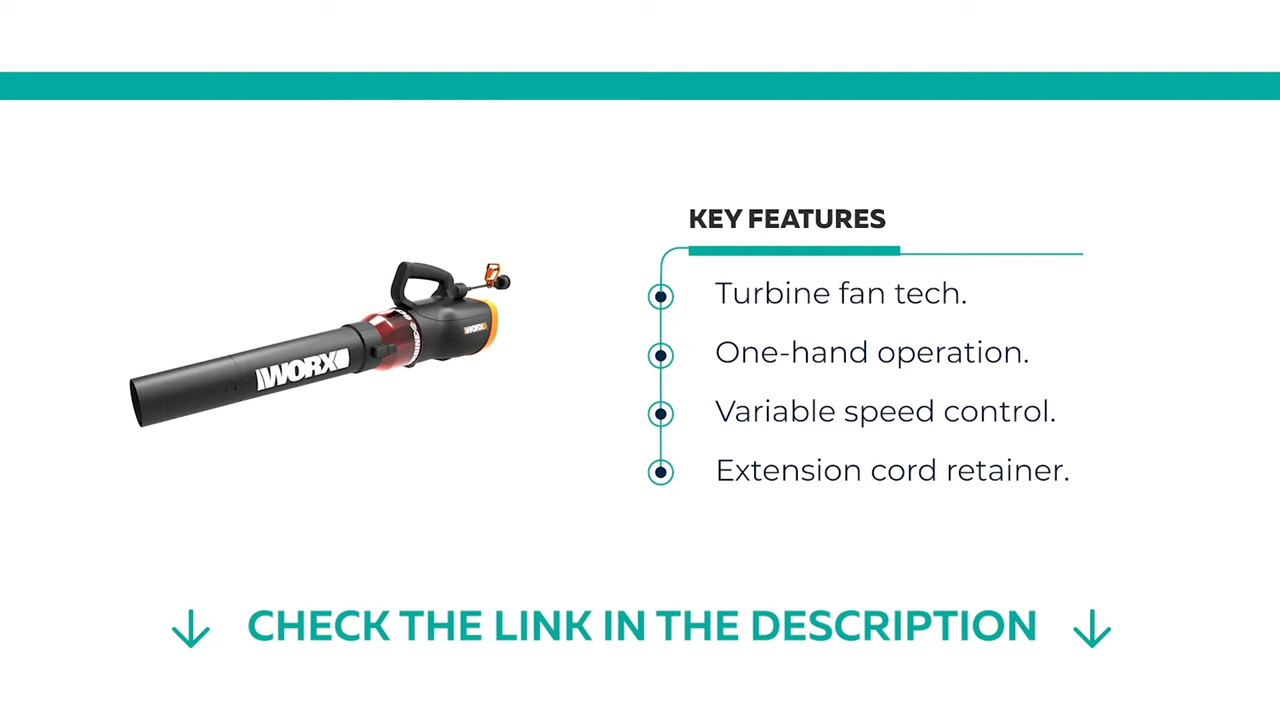 KEY FEATURES
Turbine fan tech.
One-hand operation.
Variable speed control.
Extension cord retainer.
WORX
WORX
CHECK THE LINK IN THE DESCRIPTION